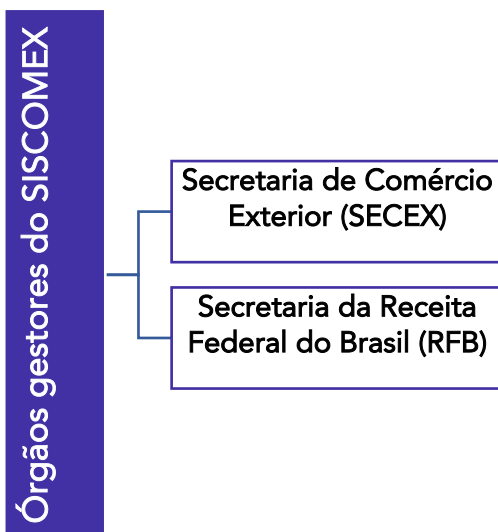 Órgãos gestores do SISCOMEX
Secretaria de Comércio
Exterior (SECEX)
Secretaria da Receita
Federal do Brasil (RFB)